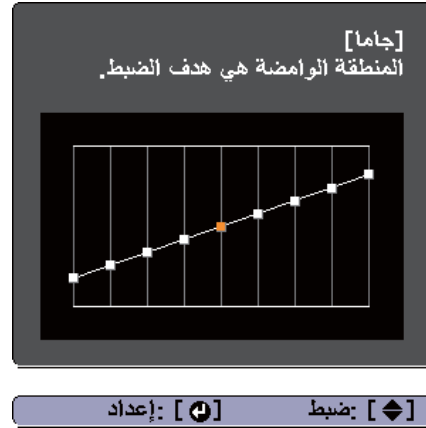 [جاما]
المنطقة الوامضة هي هدف الضبط.
[◆] :ضبط [⏎] :إعداد